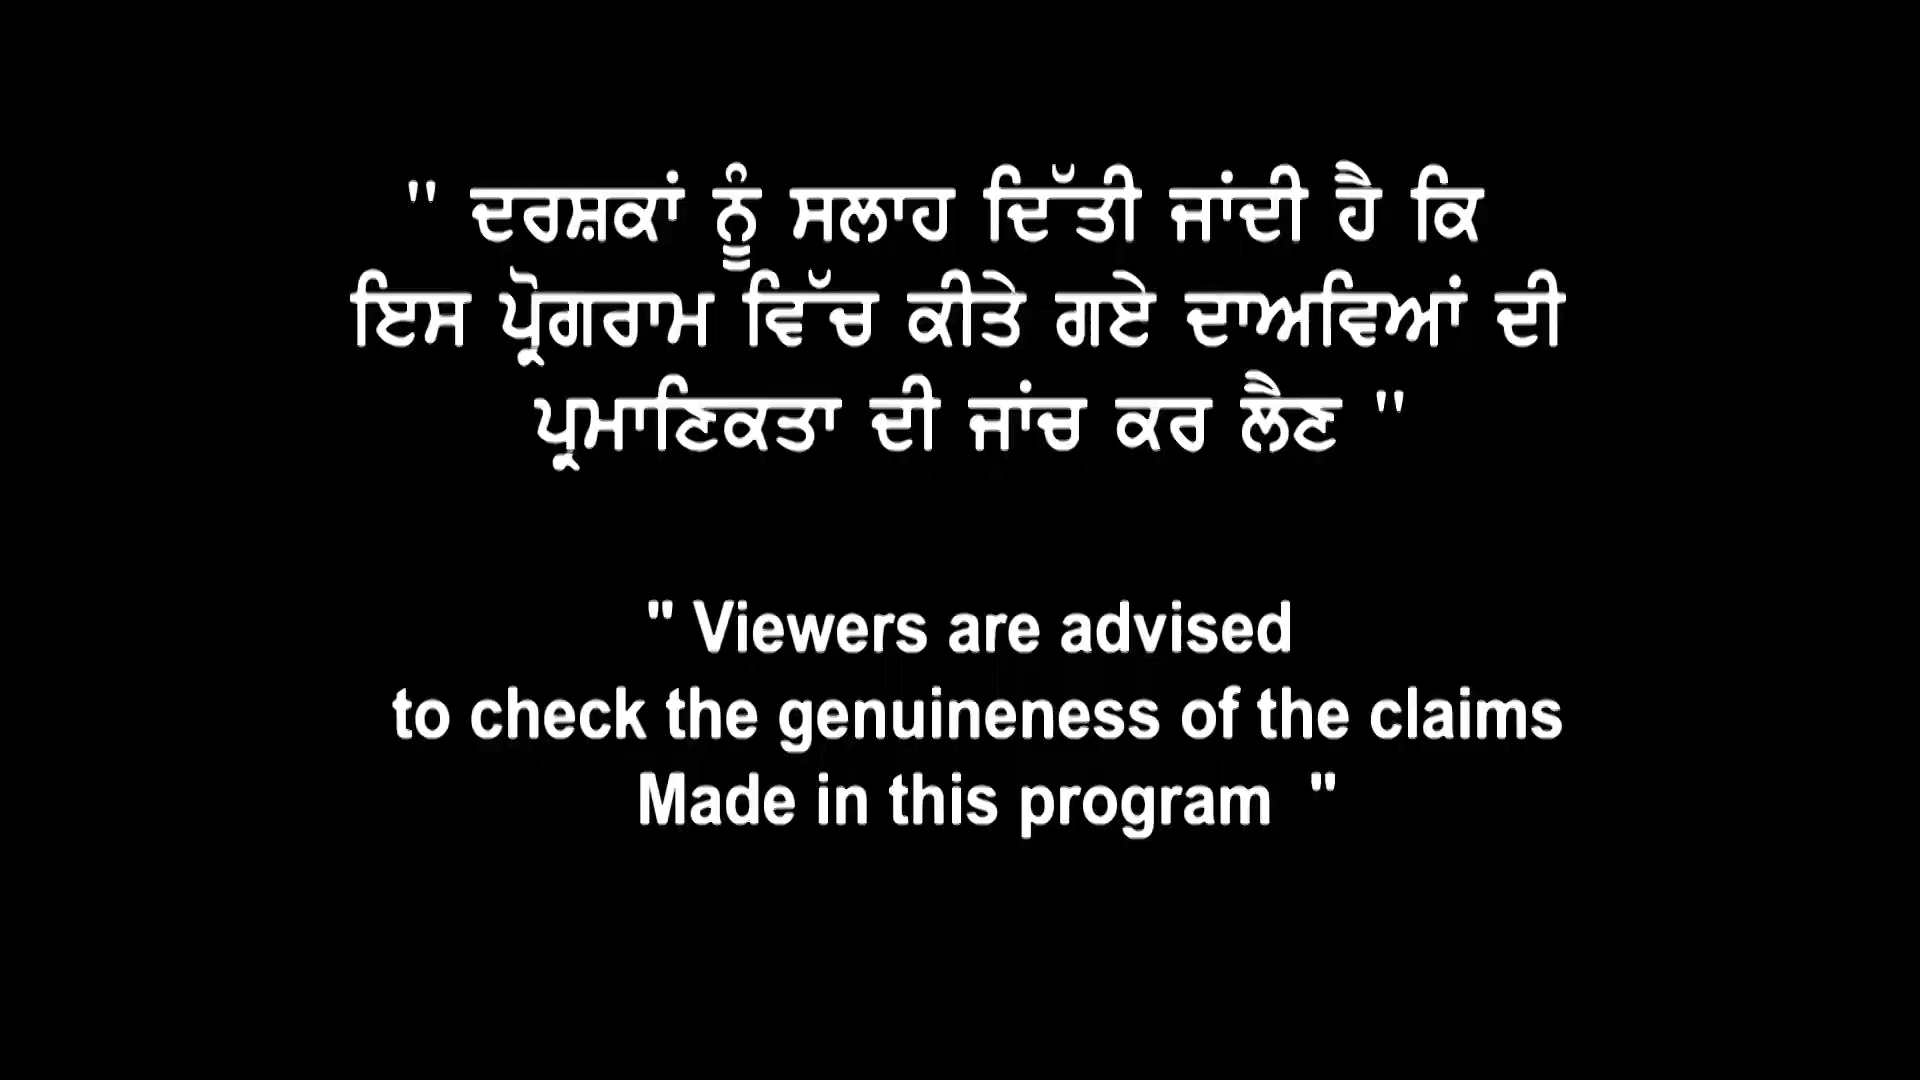 " ਦਰਸ਼ਕਾਂ ਨੂੰ ਸਲਾਹ ਦਿੱਤੀ ਜਾਂਦੀ ਹੈ ਕਿ
ਇਸ ਪ੍ਰੋਗਰਾਮ ਵਿੱਚ ਕੀਤੇ ਗਏ ਦਾਅਵਿਆਂ ਦੀ
ਪ੍ਰਮਾਣਿਕਤਾ ਦੀ ਜਾਂਚ ਕਰ ਲੈਣ "
" Viewers are advised
to check the genuineness of the claims
Made in this program "